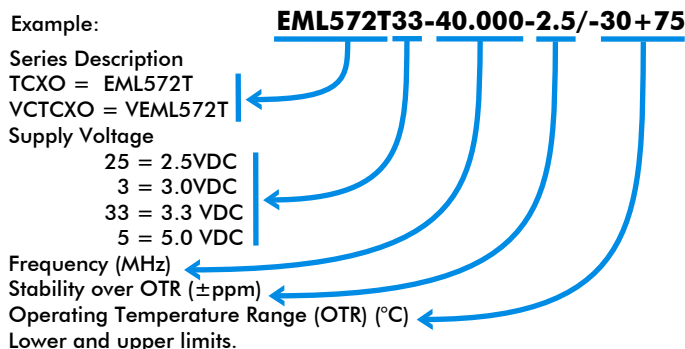 Example: EML572T33-40.000-2.5/-30+75
Series Description
TCXO = EML572T
VCTCXO = VEML572T
Supply Voltage
25 = 2.5VDC
3 = 3.0VDC
33 = 3.3 VDC
5 = 5.0 VDC
Frequency (MHz)
Stability over OTR (±ppm)
Operating Temperature Range (OTR) (°C)
Lower and upper limits.